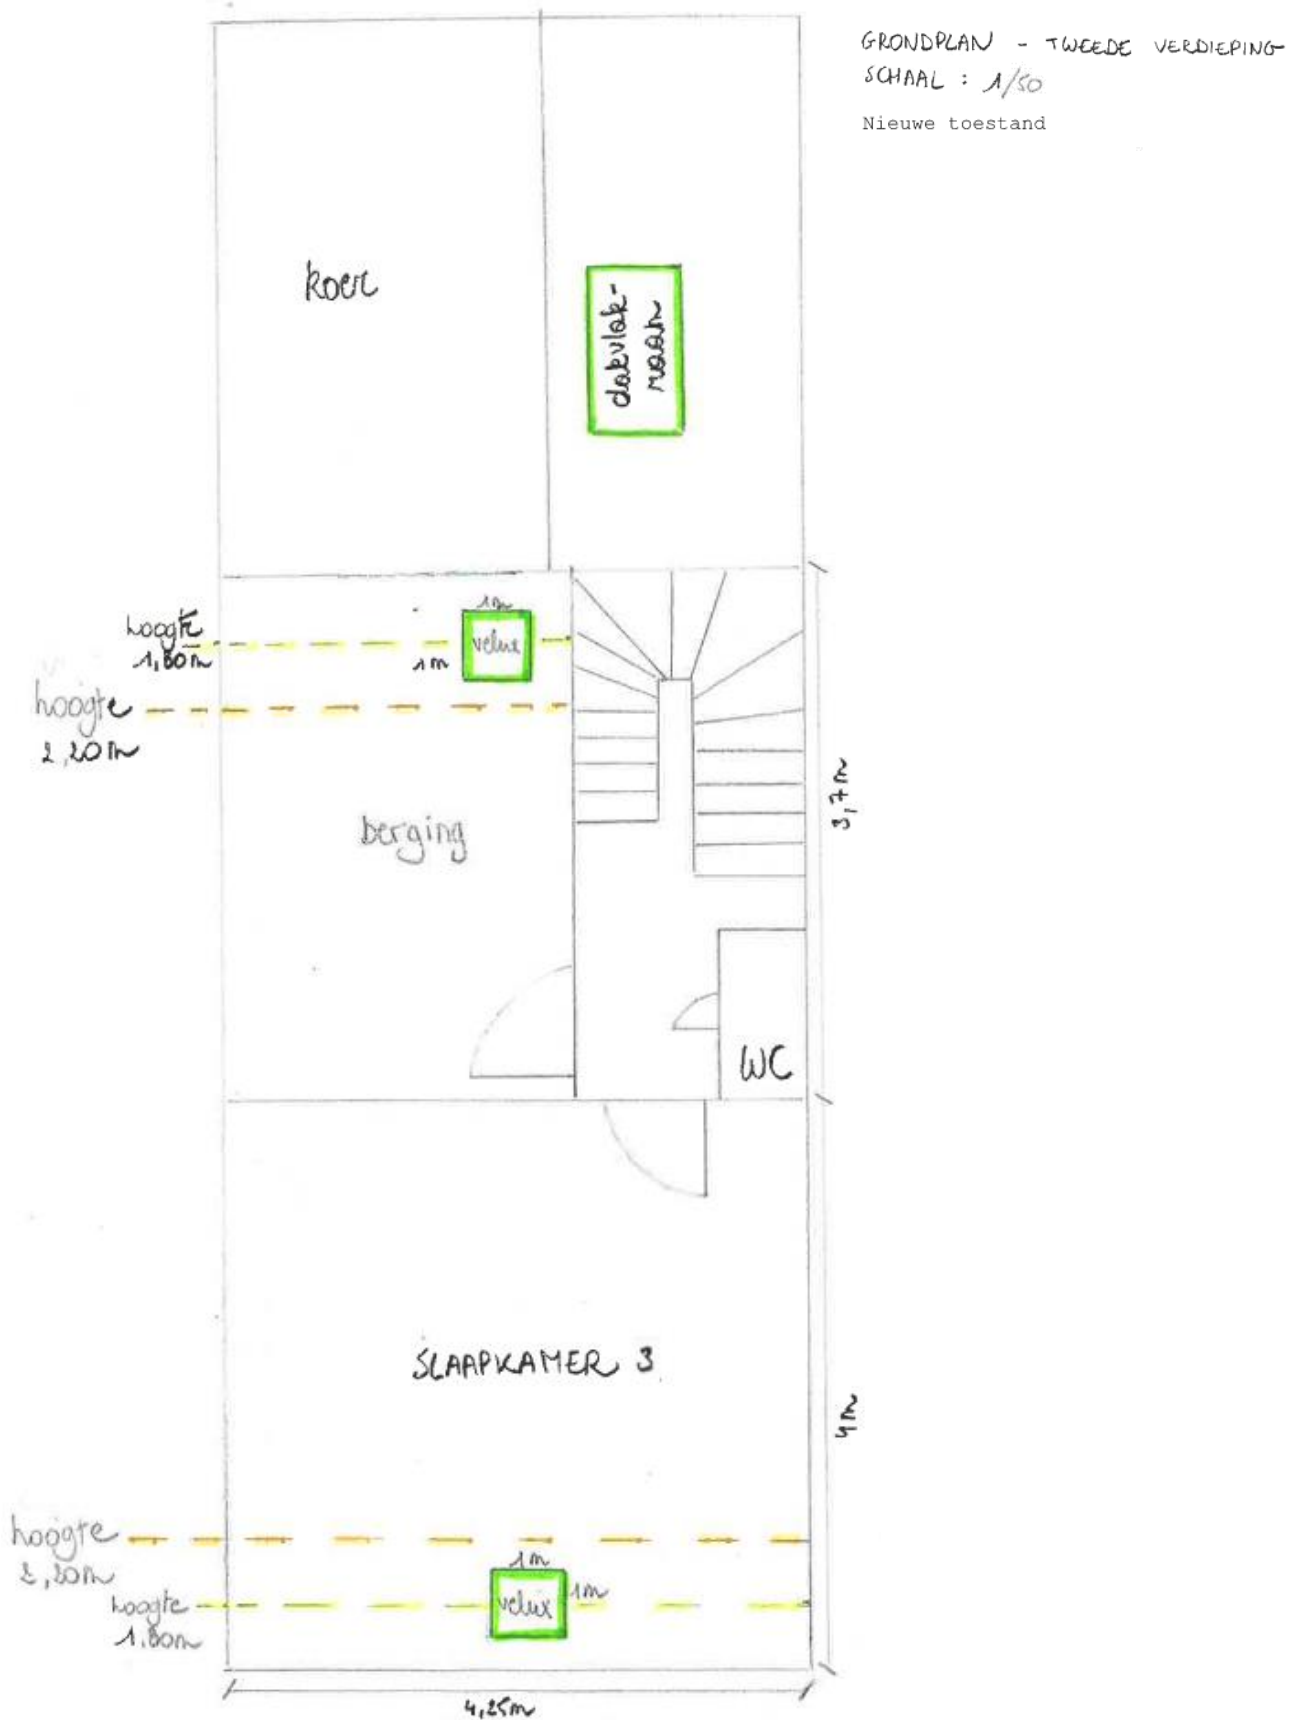 GRONDPLAN - TWEEDE VERDIEPING
SCHAAL : 1/50
Nieuwe toestand
koer
dakvlak-
raam
1m
hoogte
1,80m
1m
velux
hoogte
2,20m
3,7m
berging
WC
SLAAPKAMER 3
4m
hoogte
2,20m
1m
1m
velux
hoogte
1,80m
4,25m